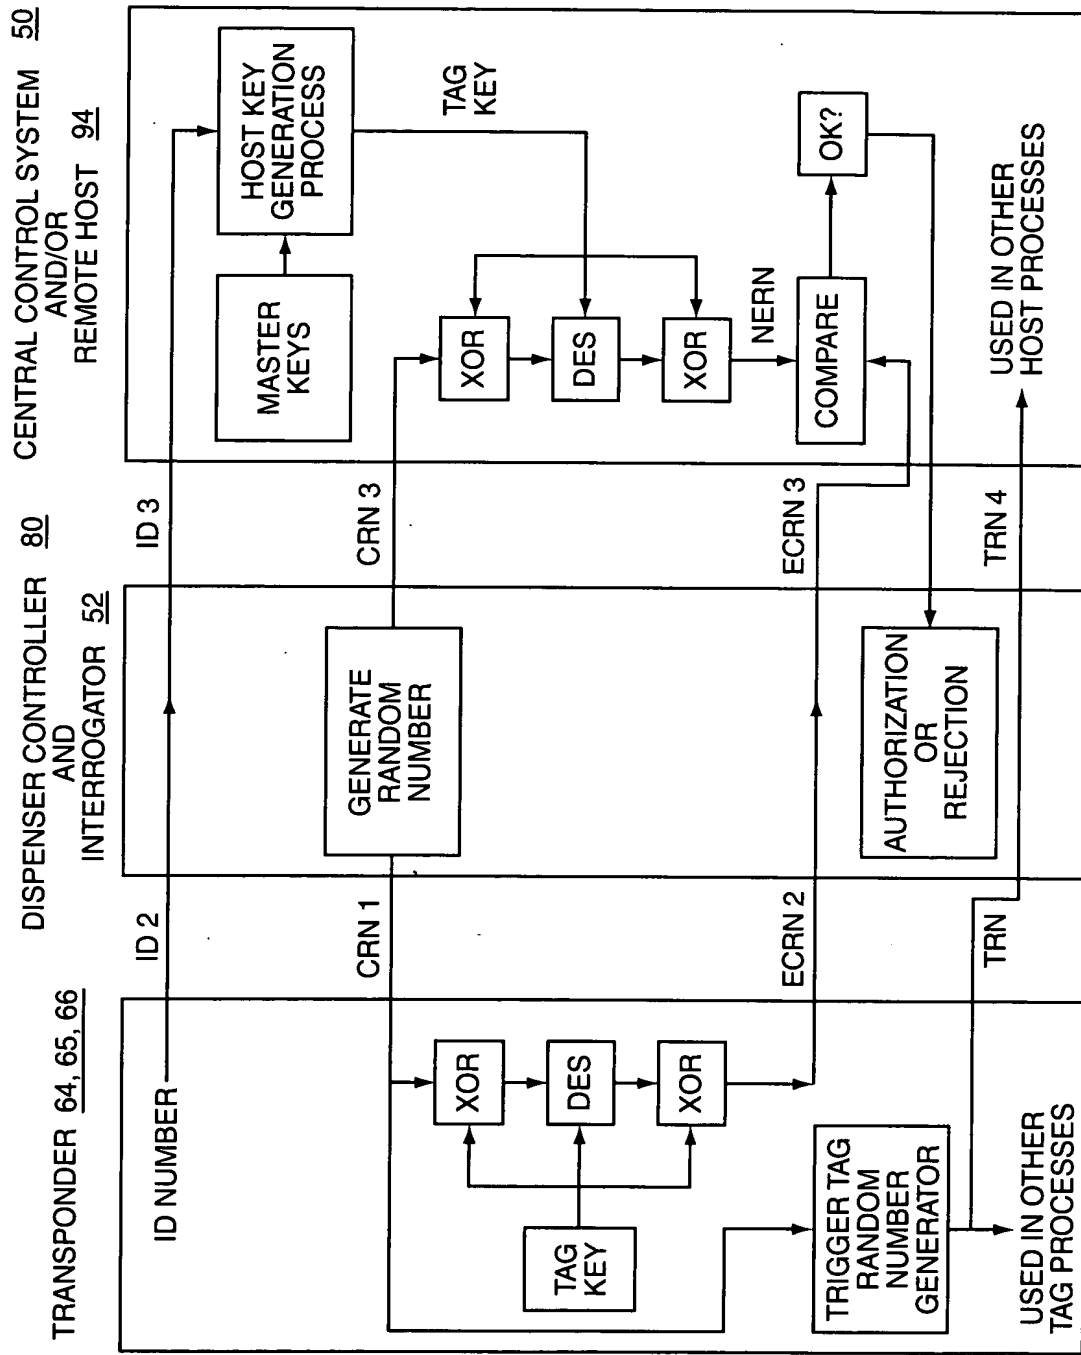 TRANSPONDER 64, 65, 66
DISPENSER CONTROLLER 80
AND
INTERROGATOR 52
CENTRAL CONTROL SYSTEM 50
AND/OR
REMOTE HOST 94
ID NUMBER
ID 2
ID 3
MASTER
KEYS
HOST KEY
GENERATION
PROCESS
TAG
KEY
CRN 1
GENERATE
RANDOM
NUMBER
CRN 3
XOR
DES
XOR
TAG
KEY
XOR
DES
XOR
NERN
ECRN 2
ECRN 3
COMPARE
OK?
TRIGGER TAG
RANDOM
NUMBER
GENERATOR
AUTHORIZATION
OR
REJECTION
TRN
TRN 4
USED IN OTHER
TAG PROCESSES
USED IN OTHER
HOST PROCESSES